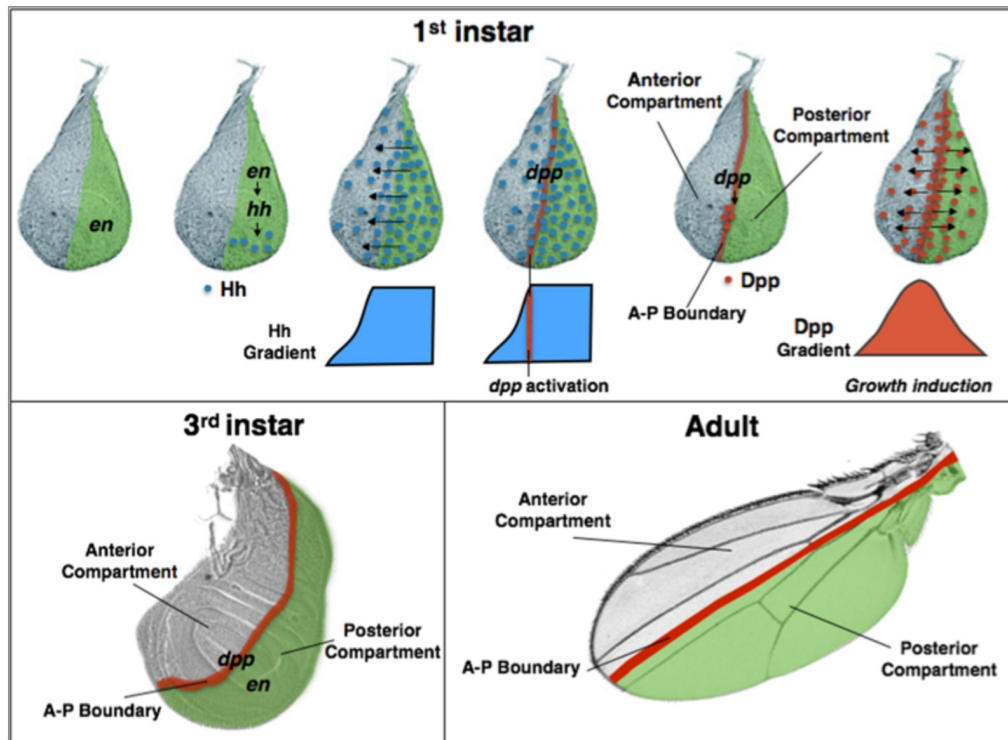 1st instar
en
en
hh
Hh
dpp
Anterior
Compartment
Posterior
Compartment
dpp
A-P Boundary
Dpp
Hh
Gradient
dpp activation
Dpp
Gradient
Growth induction
3rd instar
Anterior
Compartment
Posterior
Compartment
dpp
en
A-P Boundary
Adult
Anterior
Compartment
A-P Boundary
Posterior
Compartment